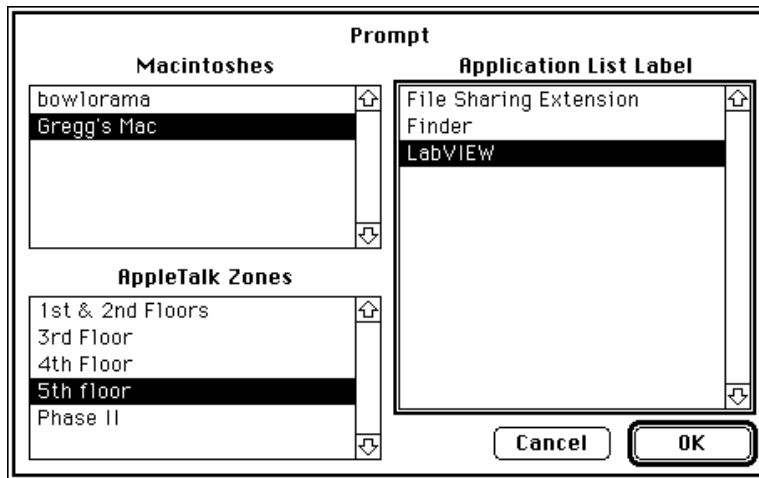 Prompt
Macintoshes
bowlorama
Gregg's Mac
AppleTalk Zones
1st & 2nd Floors
3rd Floor
4th Floor
5th floor
Phase II
Application List Label
File Sharing Extension
Finder
LabVIEW
Cancel
OK